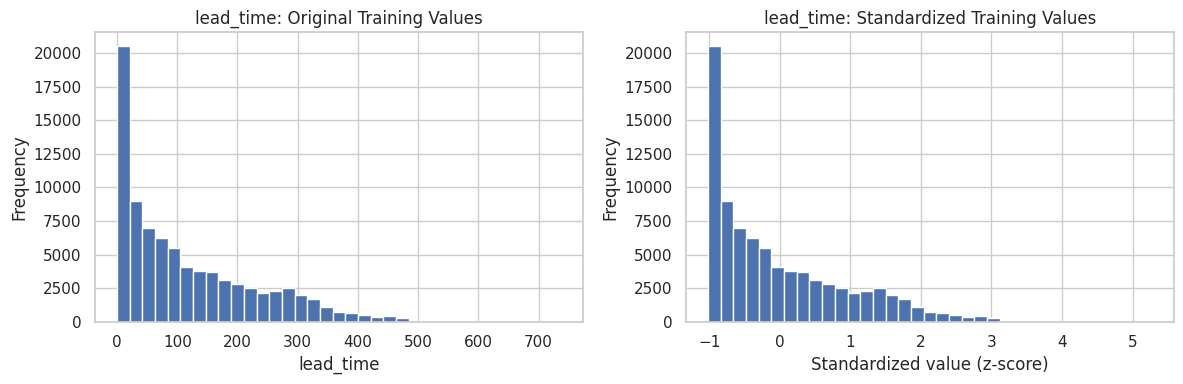 lead_time: Original Training Values
20000
17500
15000
12500
10000
7500
5000
2500
0
Frequency
0 100 200 300 400 500 600 700
lead_time
lead_time: Standardized Training Values
20000
17500
15000
12500
10000
7500
5000
2500
0
Frequency
−1 0 1 2 3 4 5
Standardized value (z-score)